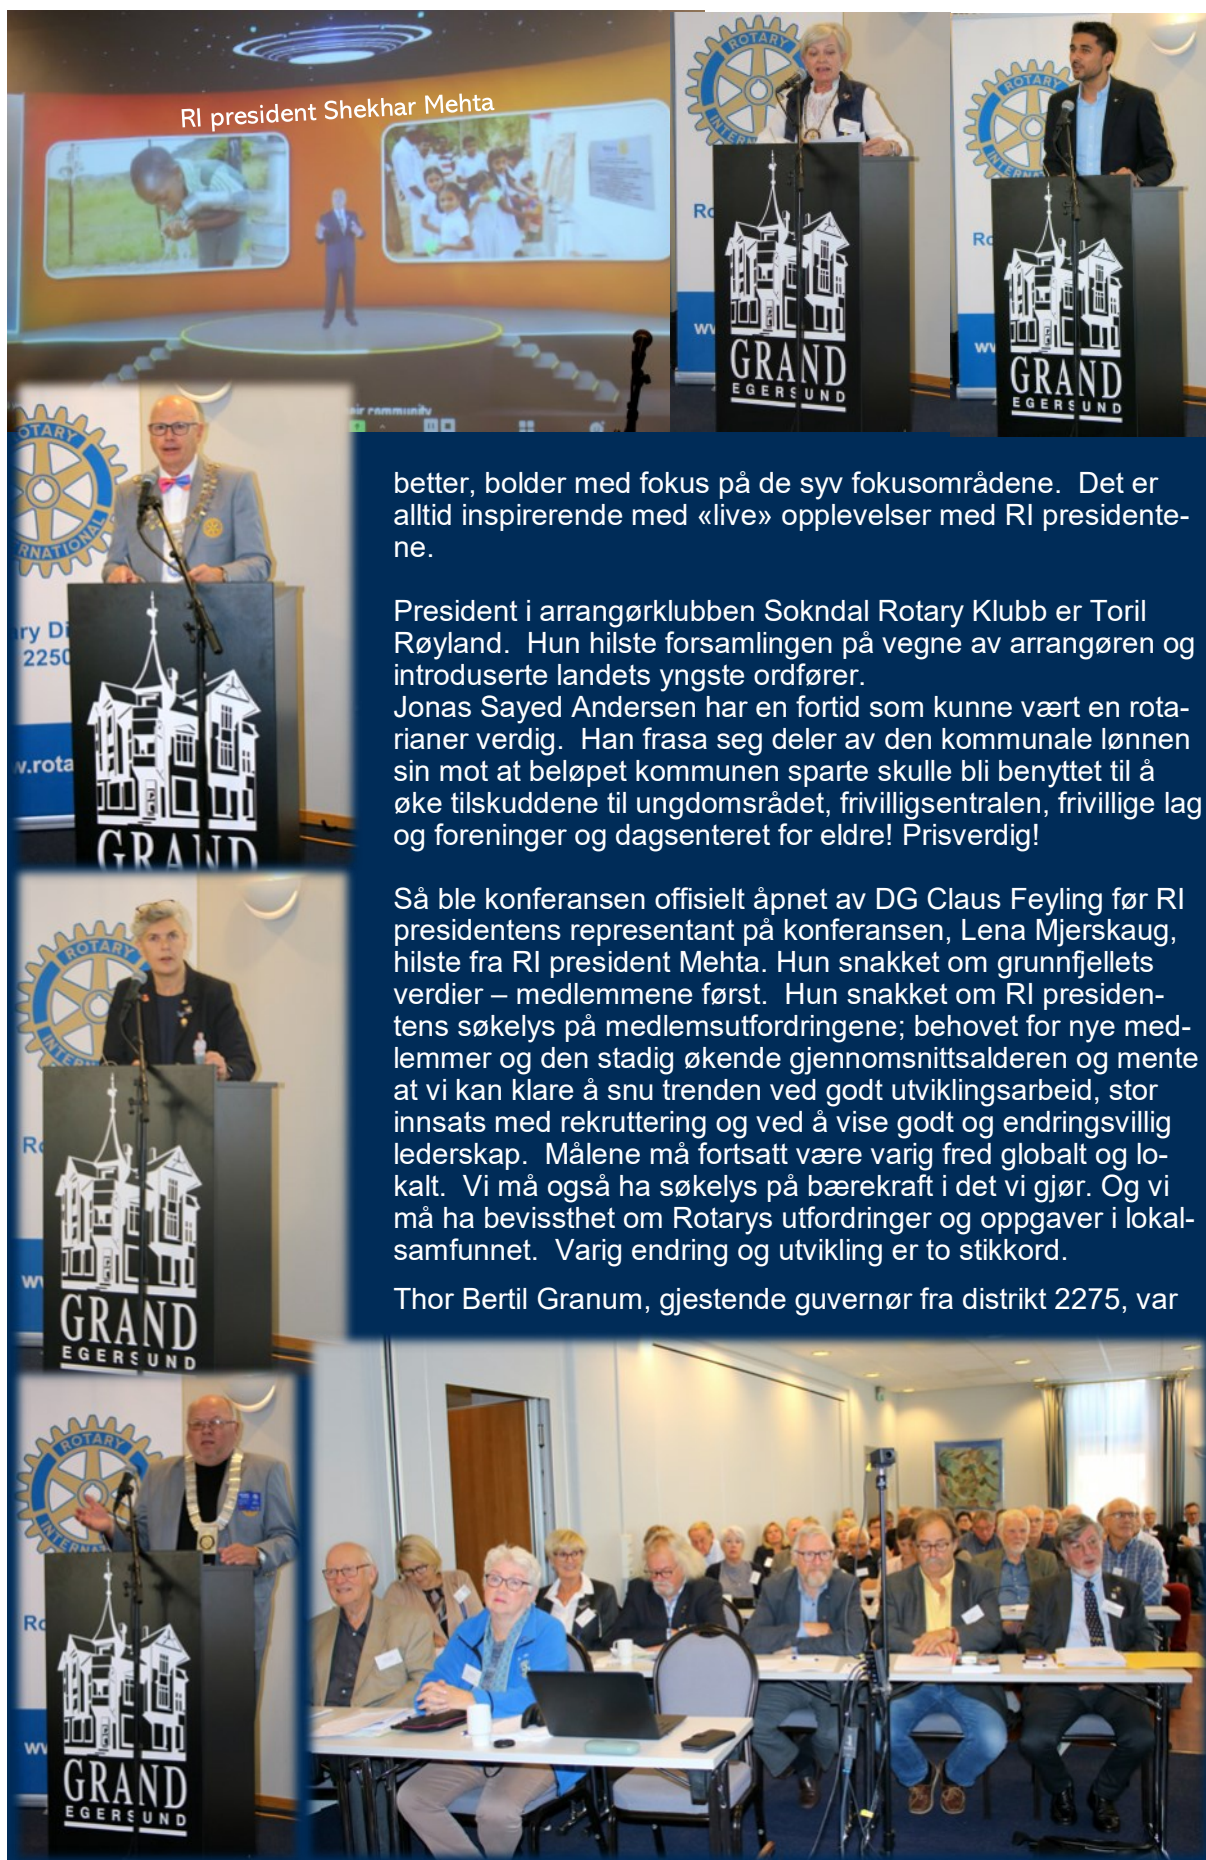 RI president Shekhar Mehta
ROTARY
INTERNATIONAL
GRAND
EGERSUND
ROTARY
INTERNATIONAL
GRAND
EGERSUND
community
ROTARY
2250
GRAND
better, bolder med fokus på de syv fokusområdene.  Det er
alltid inspirerende med «live» opplevelser med RI presidente-
ne.
President i arrangørklubben Sokndal Rotary Klubb er Toril
Røyland.  Hun hilste forsamlingen på vegne av arrangøren og
introduserte landets yngste ordfører.
Jonas Sayed Andersen har en fortid som kunne vært en rota-
rianer verdig.  Han frasa seg deler av den kommunale lønnen
sin mot at beløpet kommunen sparte skulle bli benyttet til å
øke tilskuddene til ungdomsrådet, frivilligsentralen, frivillige lag
og foreninger og dagsenteret for eldre! Prisverdig!
Så ble konferansen offisielt åpnet av DG Claus Feyling før RI
presidentens representant på konferansen, Lena Mjerskaug,
hilste fra RI president Mehta. Hun snakket om grunnfjellets
verdier – medlemmene først.  Hun snakket om RI presiden-
tens søkelys på medlemsutfordringene; behovet for nye med-
lemmer og den stadig økende gjennomsnittsalderen og mente
at vi kan klare å snu trenden ved godt utviklingsarbeid, stor
innsats med rekruttering og ved å vise godt og endringsvillig
lederskap.  Målene må fortsatt være varig fred globalt og lo-
kalt.  Vi må også ha søkelys på bærekraft i det vi gjør. Og vi
må ha bevissthet om Rotarys utfordringer og oppgaver i lokal-
samfunnet.  Varig endring og utvikling er to stikkord.
Thor Bertil Granum, gjestende guvernør fra distrikt 2275, var
ROTARY
GRAND
EGERSUND
ROTARY
GRAND
EGERSUND